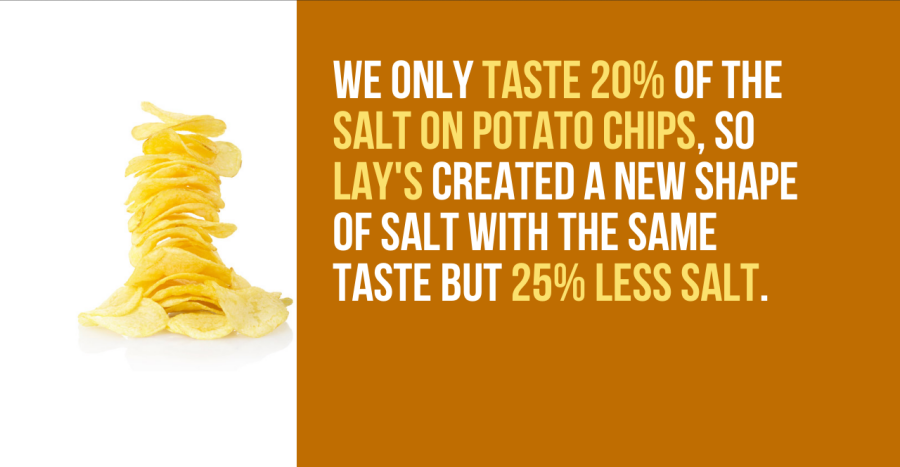 WE ONLY TASTE 20% OF THE
SALT ON POTATO CHIPS, SO
LAY'S CREATED A NEW SHAPE
OF SALT WITH THE SAME
TASTE BUT 25% LESS SALT.